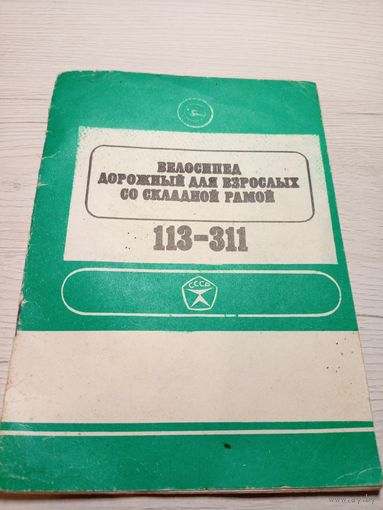 ВЕЛОСИПЕД
ДОРОЖНЫЙ ДЛЯ ВЗРОСЛЫХ
СО СКЛАДНОЙ РАМОЙ
113-311
СССР